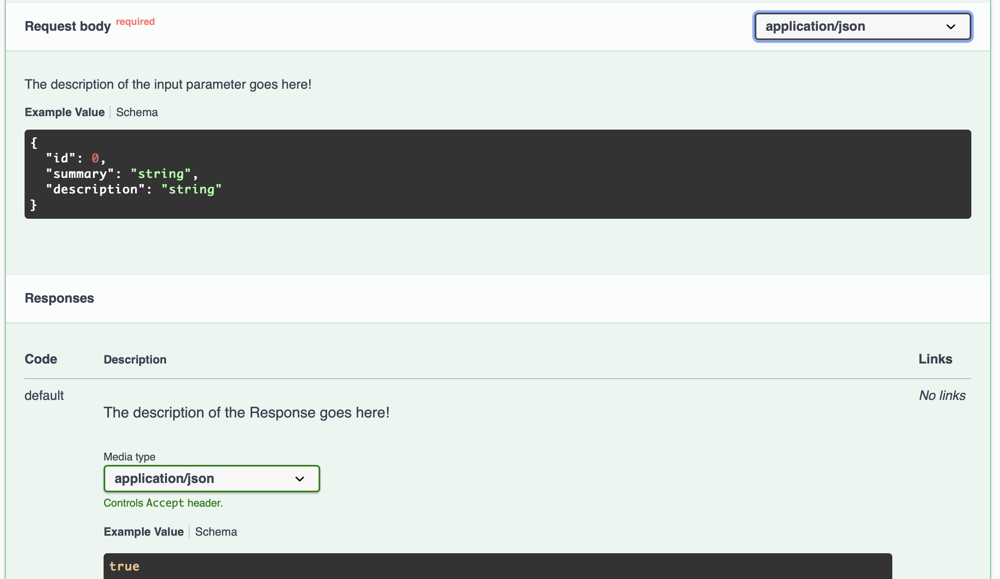 Request body required
application/json
The description of the input parameter goes here!
Example Value Schema
{
  "id": 0,
  "summary": "string",
  "description": "string"
}
Responses
Code Description Links
default No links
The description of the Response goes here!
Media type
application/json
Controls Accept header.
Example Value Schema
true